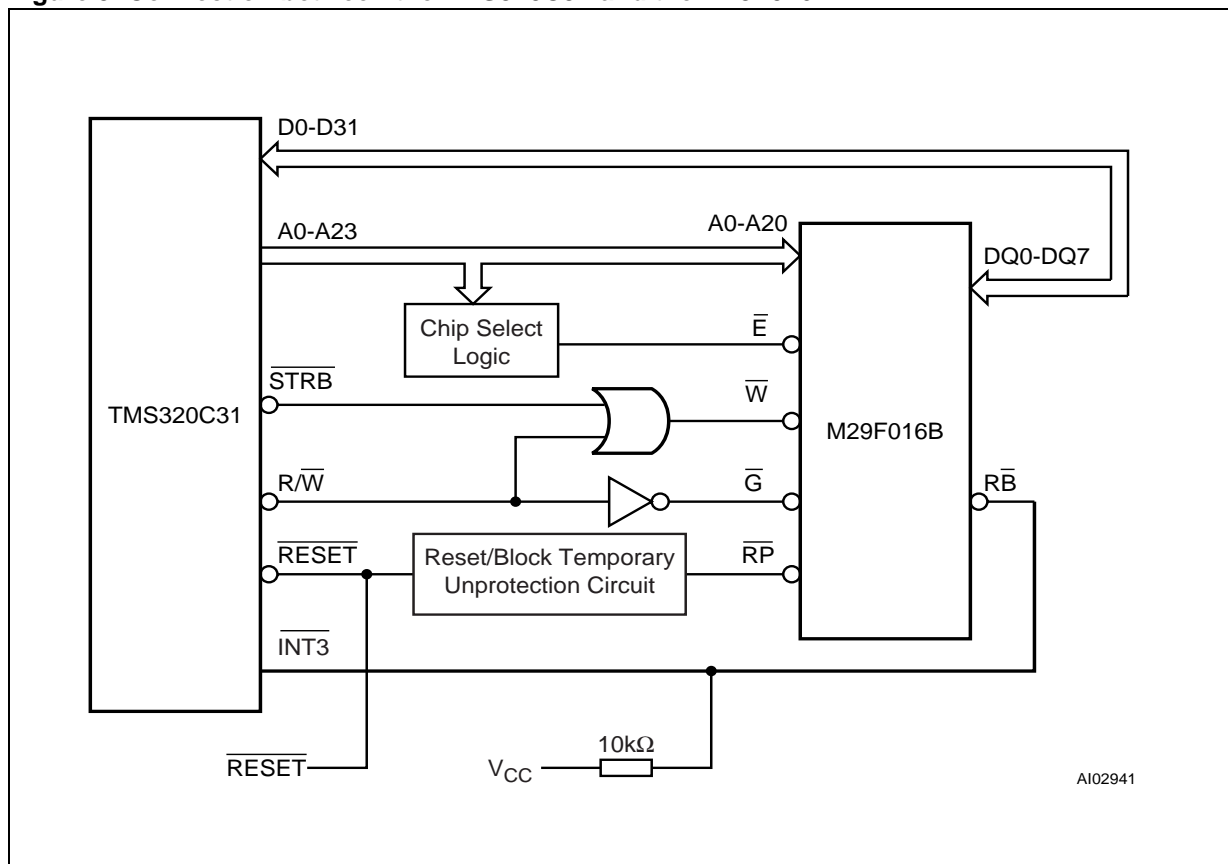 D0-D31
A0-A23
A0-A20
DQ0-DQ7
Chip Select
Logic
E
STRB
W
TMS320C31
M29F016B
R/W
G
RB
RESET
Reset/Block Temporary
Unprotection Circuit
RP
INT3
10kΩ
RESET
VCC
AI02941